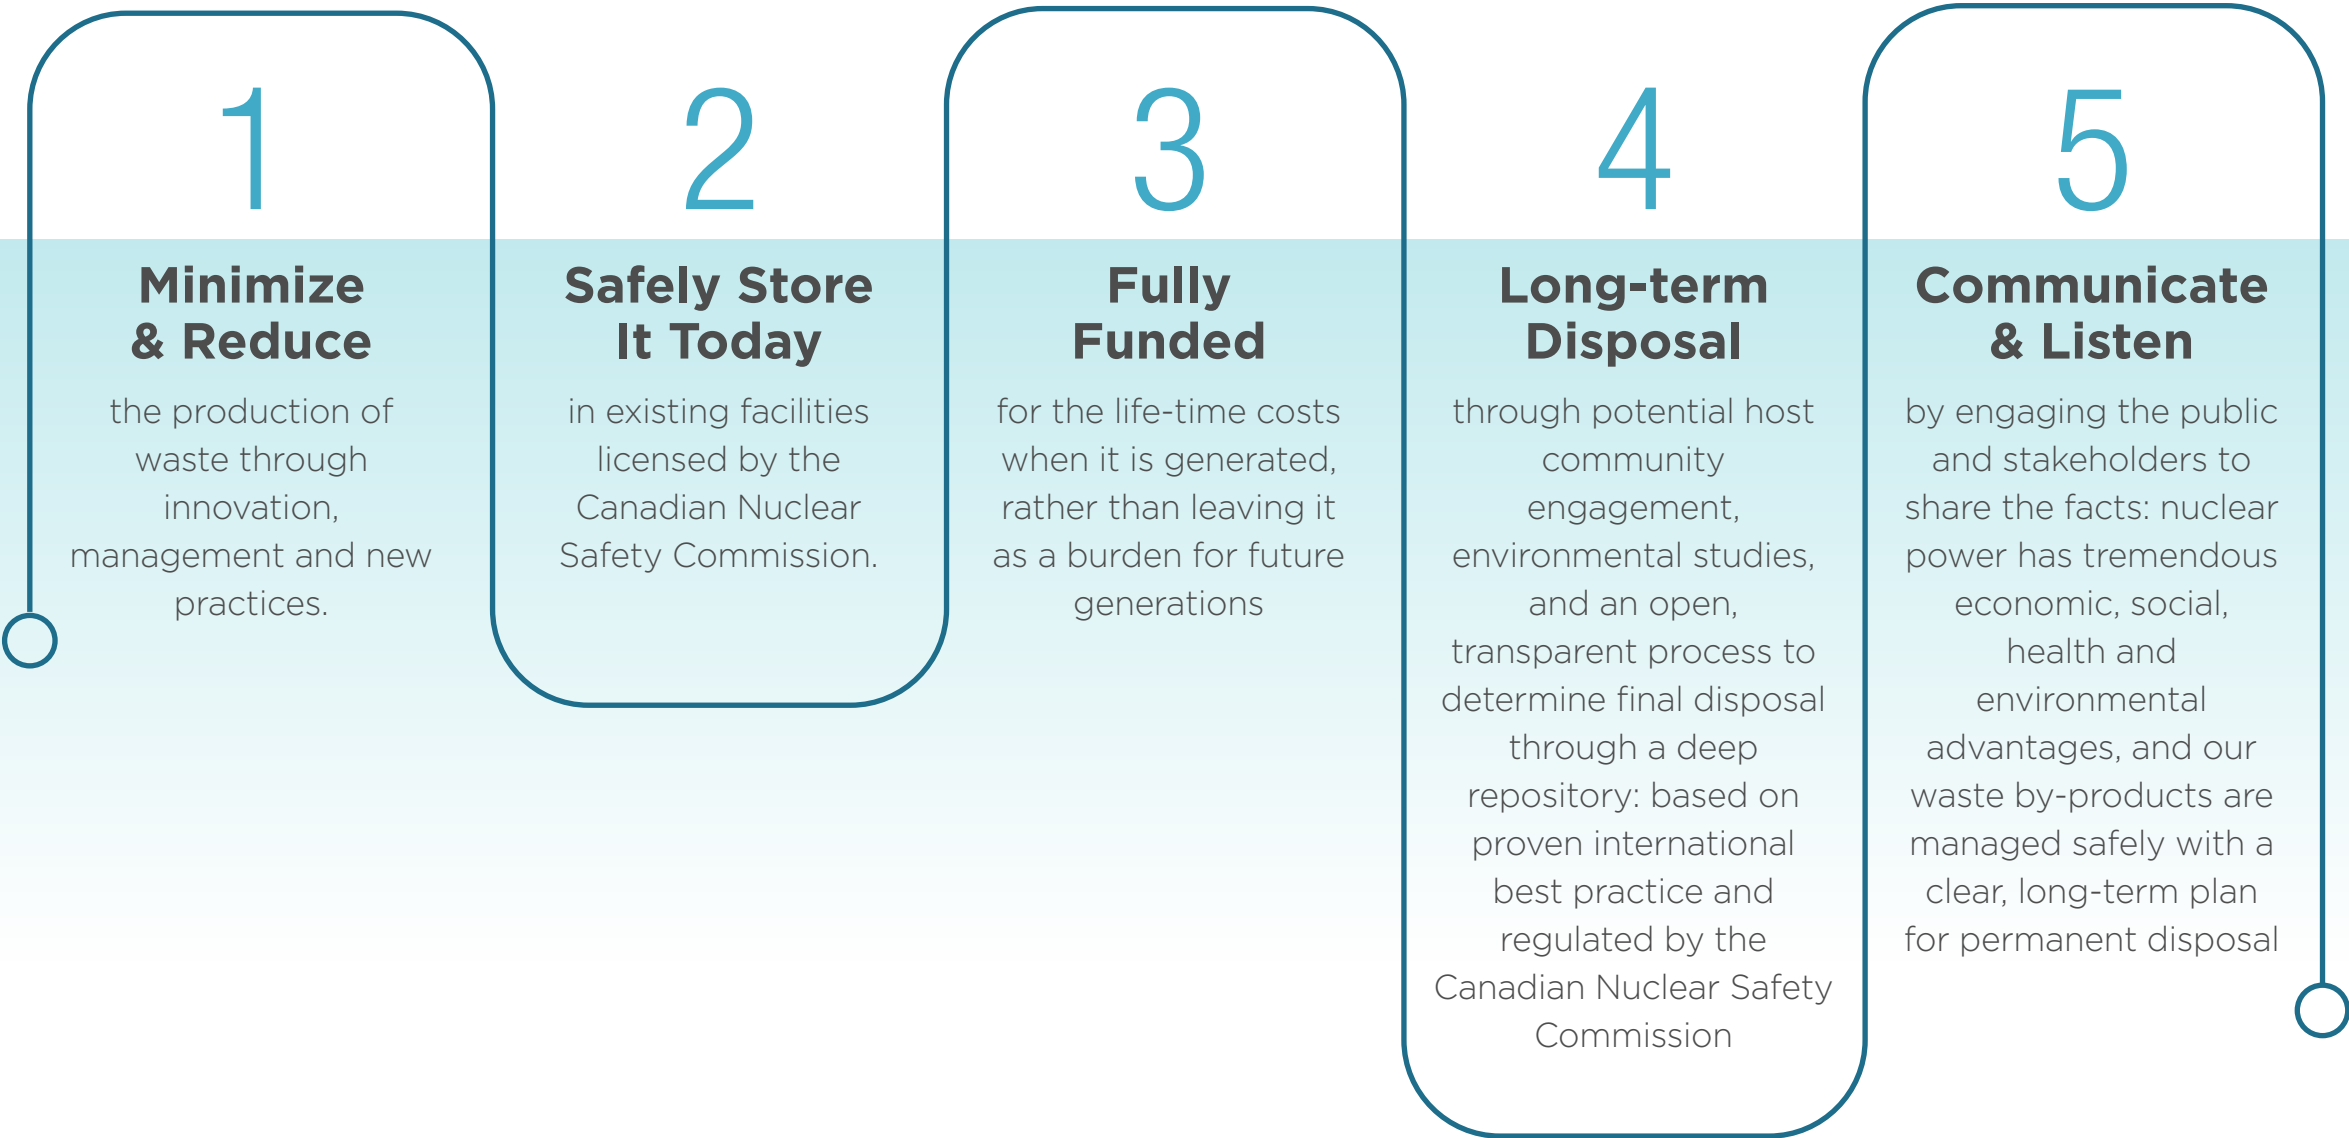 1
Minimize
& Reduce
the production of
waste through
innovation,
management and new
practices.
2
Safely Store
It Today
in existing facilities
licensed by the
Canadian Nuclear
Safety Commission.
3
Fully
Funded
for the life-time costs
when it is generated,
rather than leaving it
as a burden for future
generations
4
Long-term
Disposal
through potential host
community
engagement,
environmental studies,
and an open,
transparent process to
determine final disposal
through a deep
repository: based on
proven international
best practice and
regulated by the
Canadian Nuclear Safety
Commission
5
Communicate
& Listen
by engaging the public
and stakeholders to
share the facts: nuclear
power has tremendous
economic, social,
health and
environmental
advantages, and our
waste by-products are
managed safely with a
clear, long-term plan
for permanent disposal